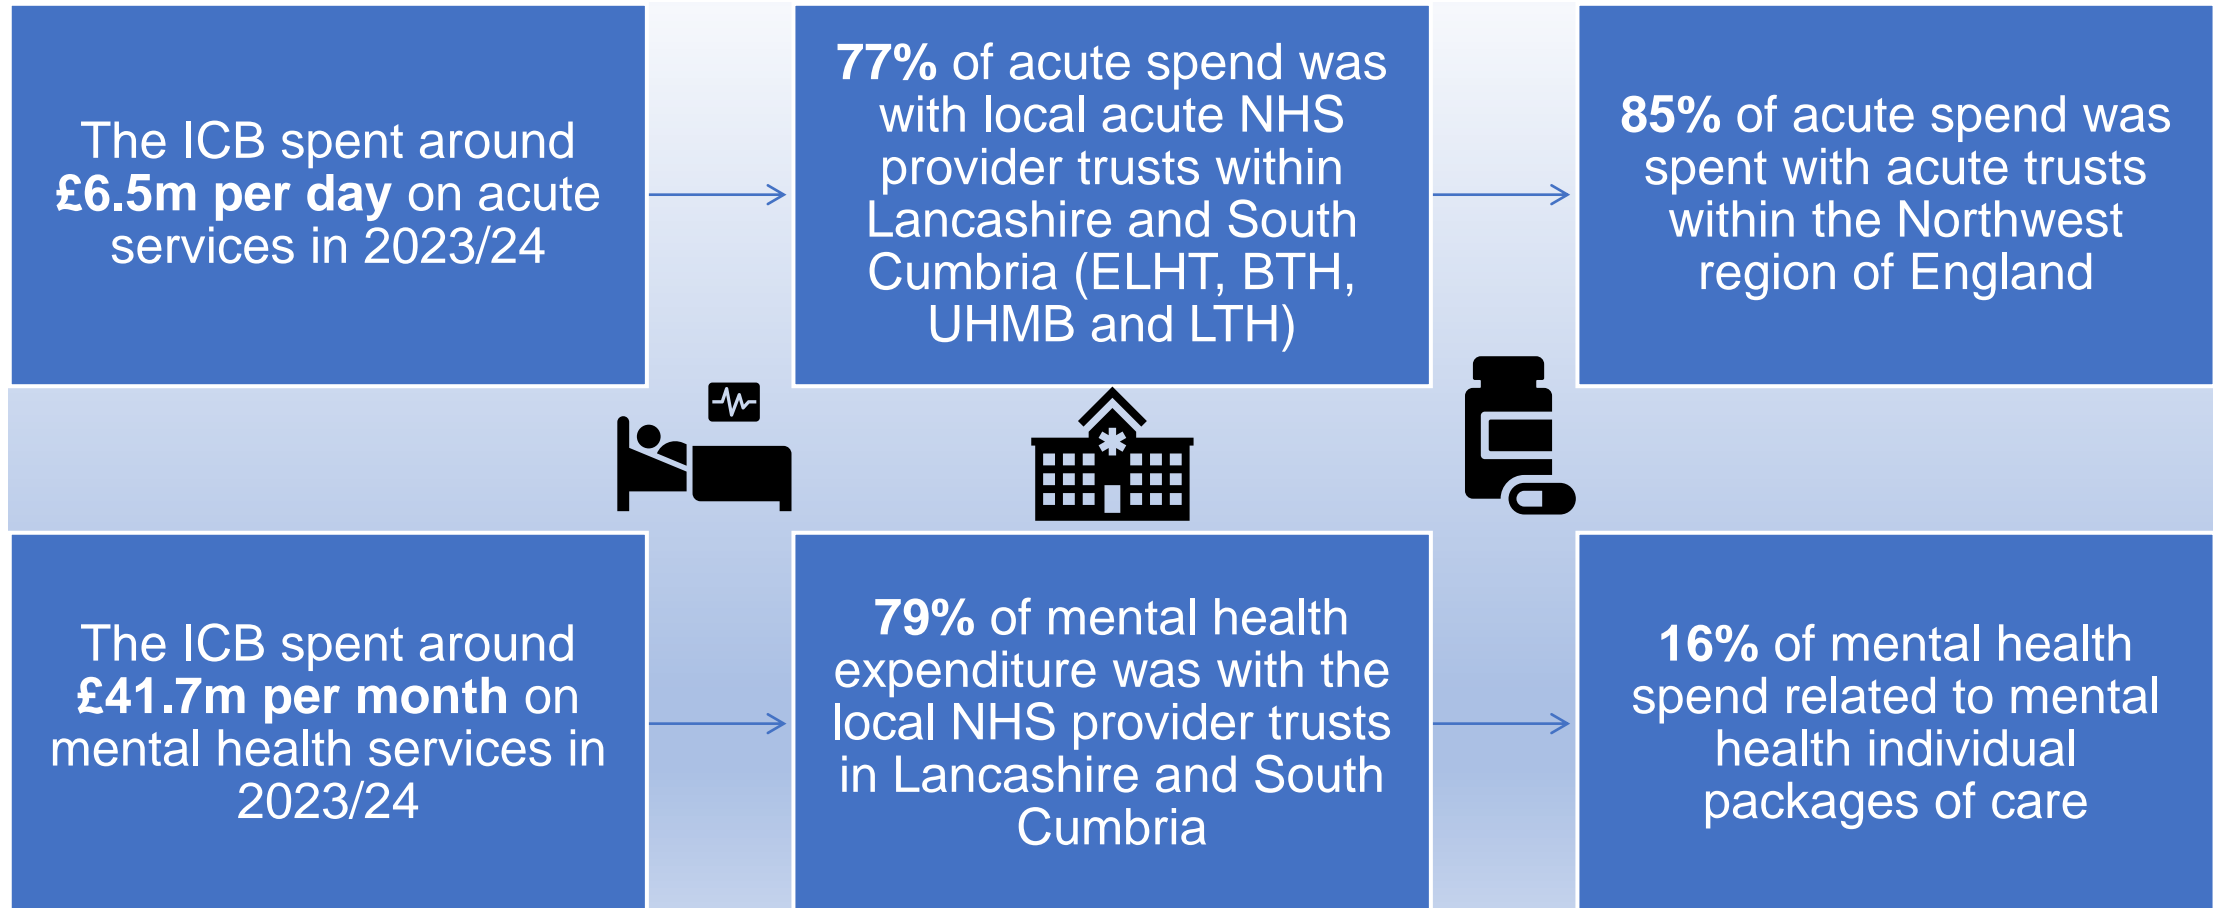 The ICB spent around
£6.5m per day on acute
services in 2023/24
77% of acute spend was
with local acute NHS
provider trusts within
Lancashire and South
Cumbria (ELHT, BTH,
UHMB and LTH)
85% of acute spend was
spent with acute trusts
within the Northwest
region of England
The ICB spent around
£41.7m per month on
mental health services in
2023/24
79% of mental health
expenditure was with the
local NHS provider trusts
in Lancashire and South
Cumbria
16% of mental health
spend related to mental
health individual
packages of care